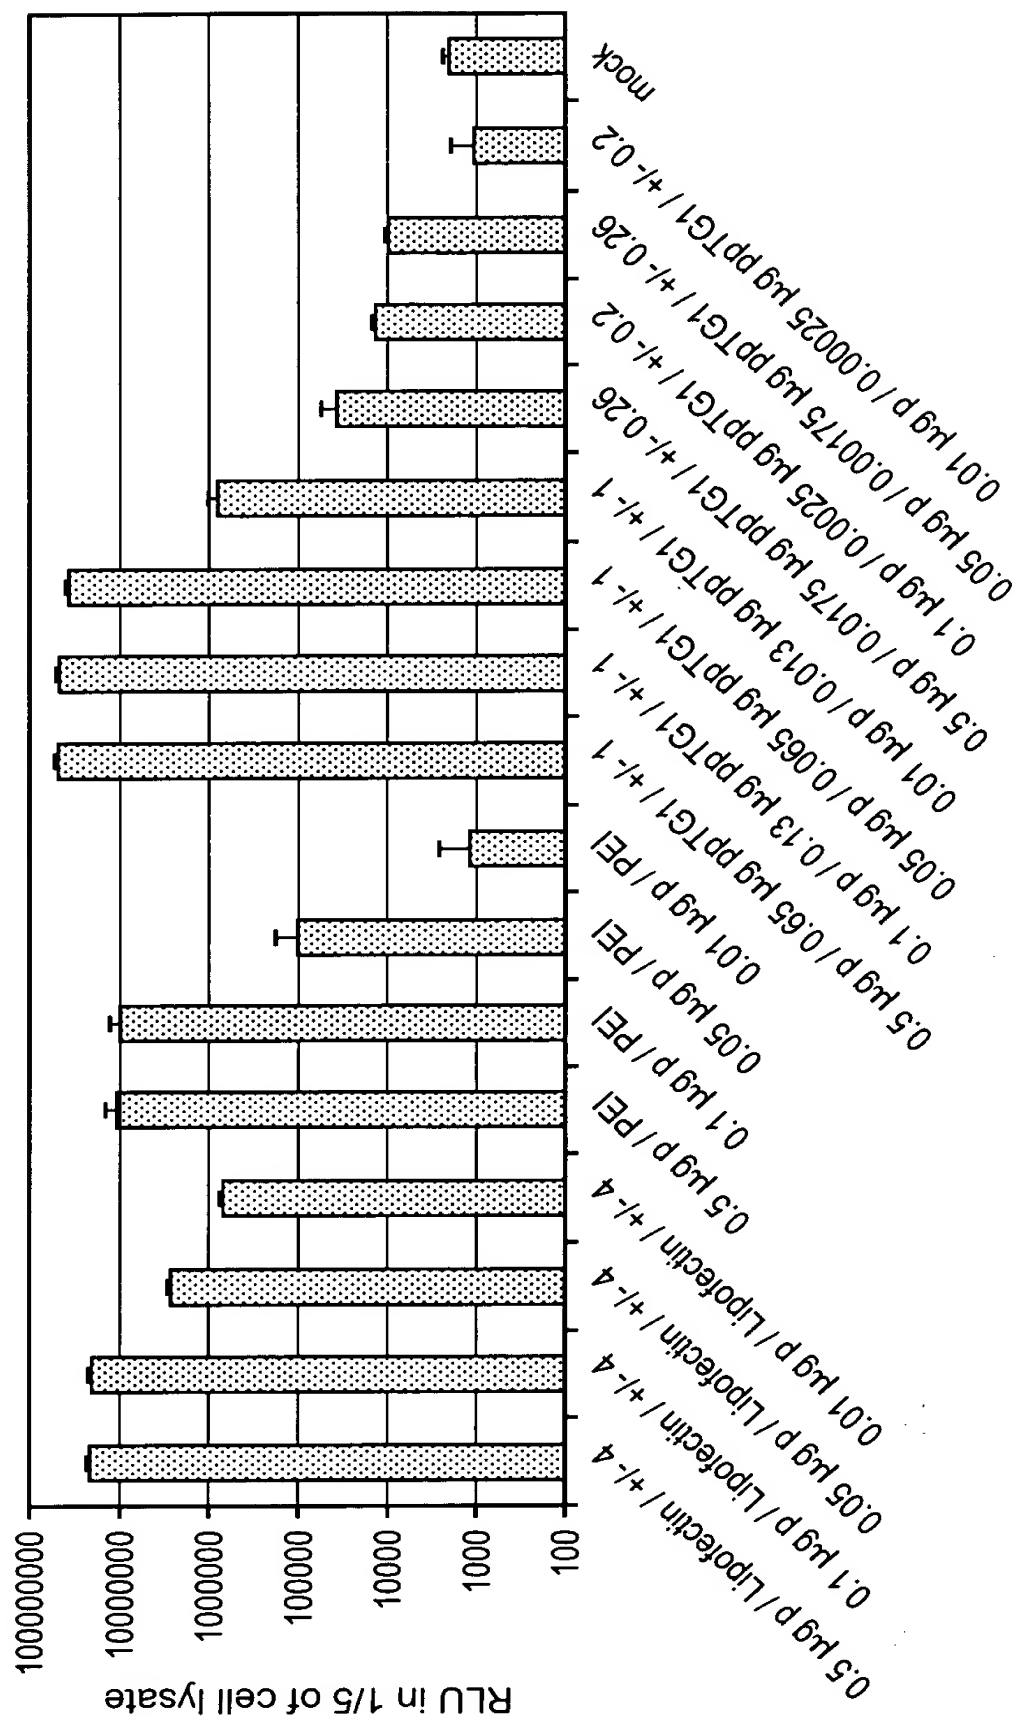 RLU in 1/5 of cell lysate
100000000
10000000
1000000
100000
10000
1000
100
0.5 µg p / Lipofectin / +/- 4
0.1 µg p / Lipofectin / +/- 4
0.05 µg p / Lipofectin / +/- 4
0.01 µg p / Lipofectin / +/- 4
0.5 µg p / PEI
0.1 µg p / PEI
0.05 µg p / PEI
0.01 µg p / PEI
0.5 µg p / 0.65 µg ppTG1 / +/- 1
0.1 µg p / 0.13 µg ppTG1 / +/- 1
0.05 µg p / 0.065 µg ppTG1 / +/- 1
0.01 µg p / 0.013 µg ppTG1 / +/- 1
0.5 µg p / 0.0175 µg ppTG1 / +/- 0.26
0.1 µg p / 0.0025 µg ppTG1 / +/- 0.2
0.05 µg p / 0.00175 µg ppTG1 / +/- 0.26
0.01 µg p / 0.00025 µg ppTG1 / +/- 0.2
mock